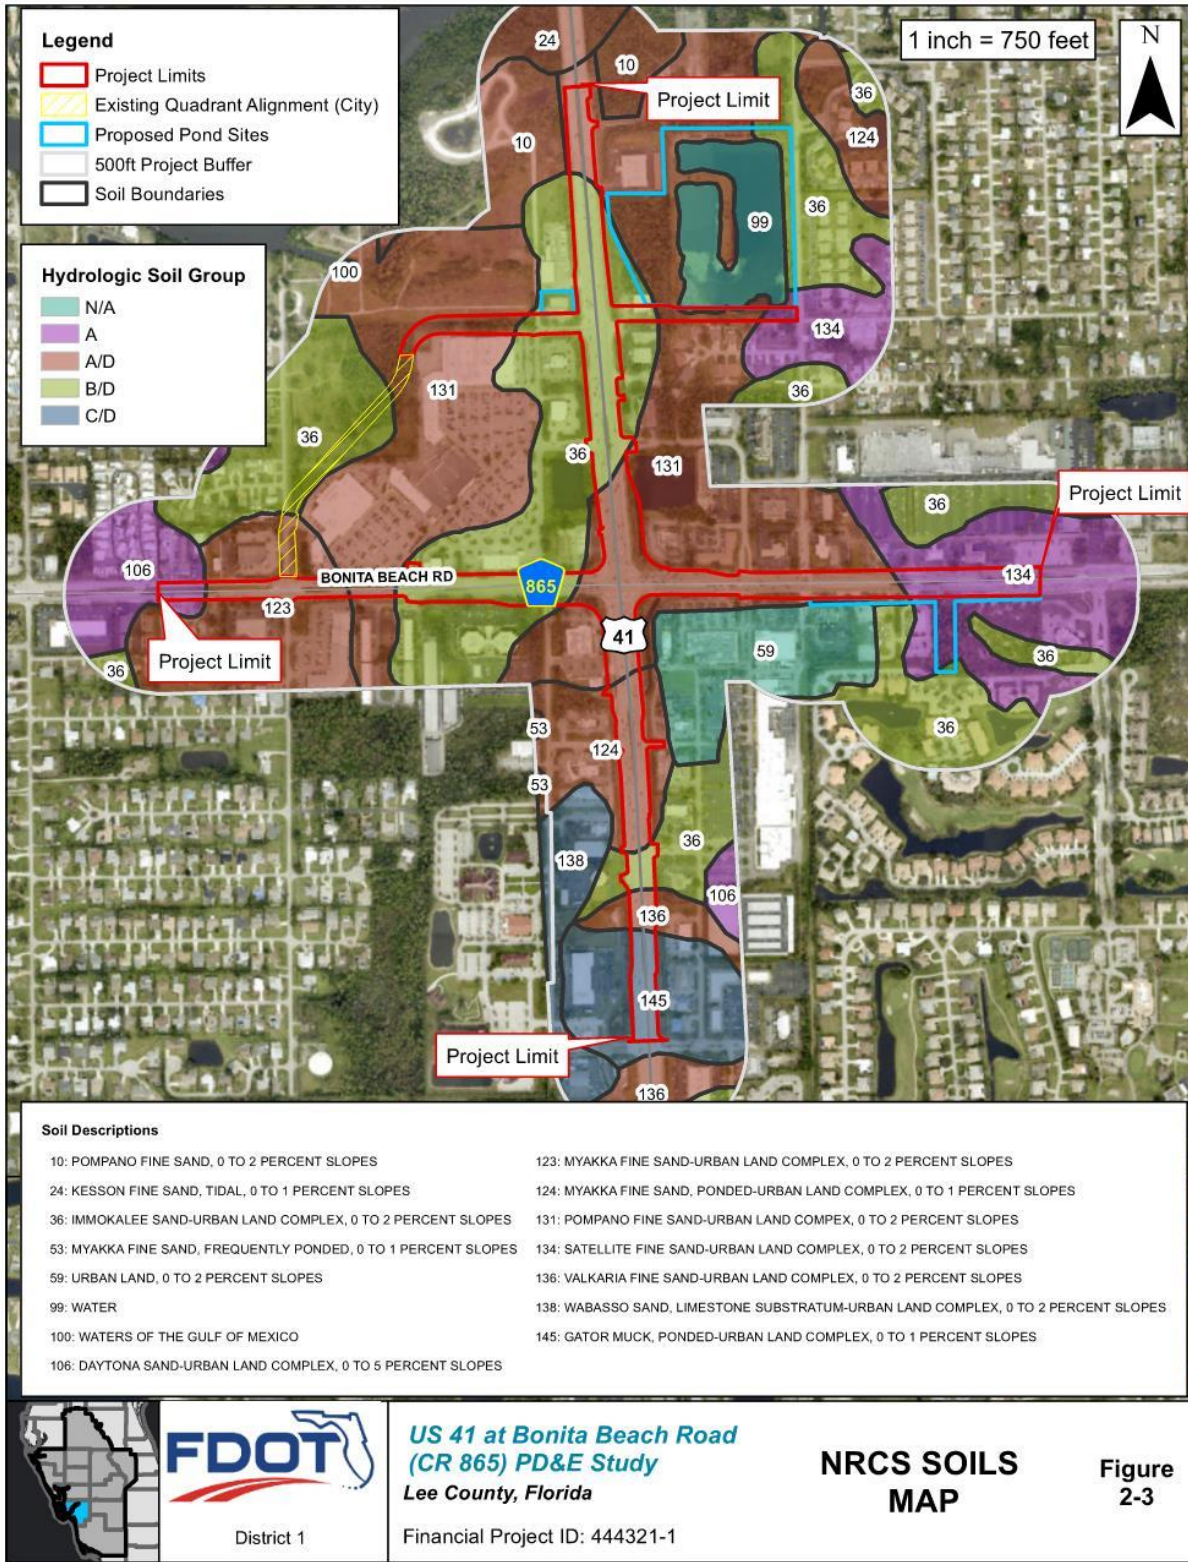 Legend
Project Limits
Existing Quadrant Alignment (City)
Proposed Pond Sites
500ft Project Buffer
Soil Boundaries
Hydrologic Soil Group
N/A
A
A/D
B/D
C/D
1 inch = 750 feet
N
24
10
Project Limit
36
124
10
99
36
100
134
131
36
36
36
131
36
Project Limit
106
BONITA BEACH RD
865
134
123
41
Project Limit
59
36
36
53
124
36
53
36
138
106
136
145
Project Limit
136
Soil Descriptions
10: POMPANO FINE SAND, 0 TO 2 PERCENT SLOPES
24: KESSON FINE SAND, TIDAL, 0 TO 1 PERCENT SLOPES
36: IMMOKALEE SAND-URBAN LAND COMPLEX, 0 TO 2 PERCENT SLOPES
53: MYAKKA FINE SAND, FREQUENTLY PONDED, 0 TO 1 PERCENT SLOPES
59: URBAN LAND, 0 TO 2 PERCENT SLOPES
99: WATER
100: WATERS OF THE GULF OF MEXICO
106: DAYTONA SAND-URBAN LAND COMPLEX, 0 TO 5 PERCENT SLOPES
123: MYAKKA FINE SAND-URBAN LAND COMPLEX, 0 TO 2 PERCENT SLOPES
124: MYAKKA FINE SAND, PONDED-URBAN LAND COMPLEX, 0 TO 1 PERCENT SLOPES
131: POMPANO FINE SAND-URBAN LAND COMPEX, 0 TO 2 PERCENT SLOPES
134: SATELLITE FINE SAND-URBAN LAND COMPLEX, 0 TO 2 PERCENT SLOPES
136: VALKARIA FINE SAND-URBAN LAND COMPLEX, 0 TO 2 PERCENT SLOPES
138: WABASSO SAND, LIMESTONE SUBSTRATUM-URBAN LAND COMPLEX, 0 TO 2 PERCENT SLOPES
145: GATOR MUCK, PONDED-URBAN LAND COMPLEX, 0 TO 1 PERCENT SLOPES
FDOT
District 1
US 41 at Bonita Beach Road
(CR 865) PD&E Study
Lee County, Florida
Financial Project ID: 444321-1
NRCS SOILS
MAP
Figure
2-3